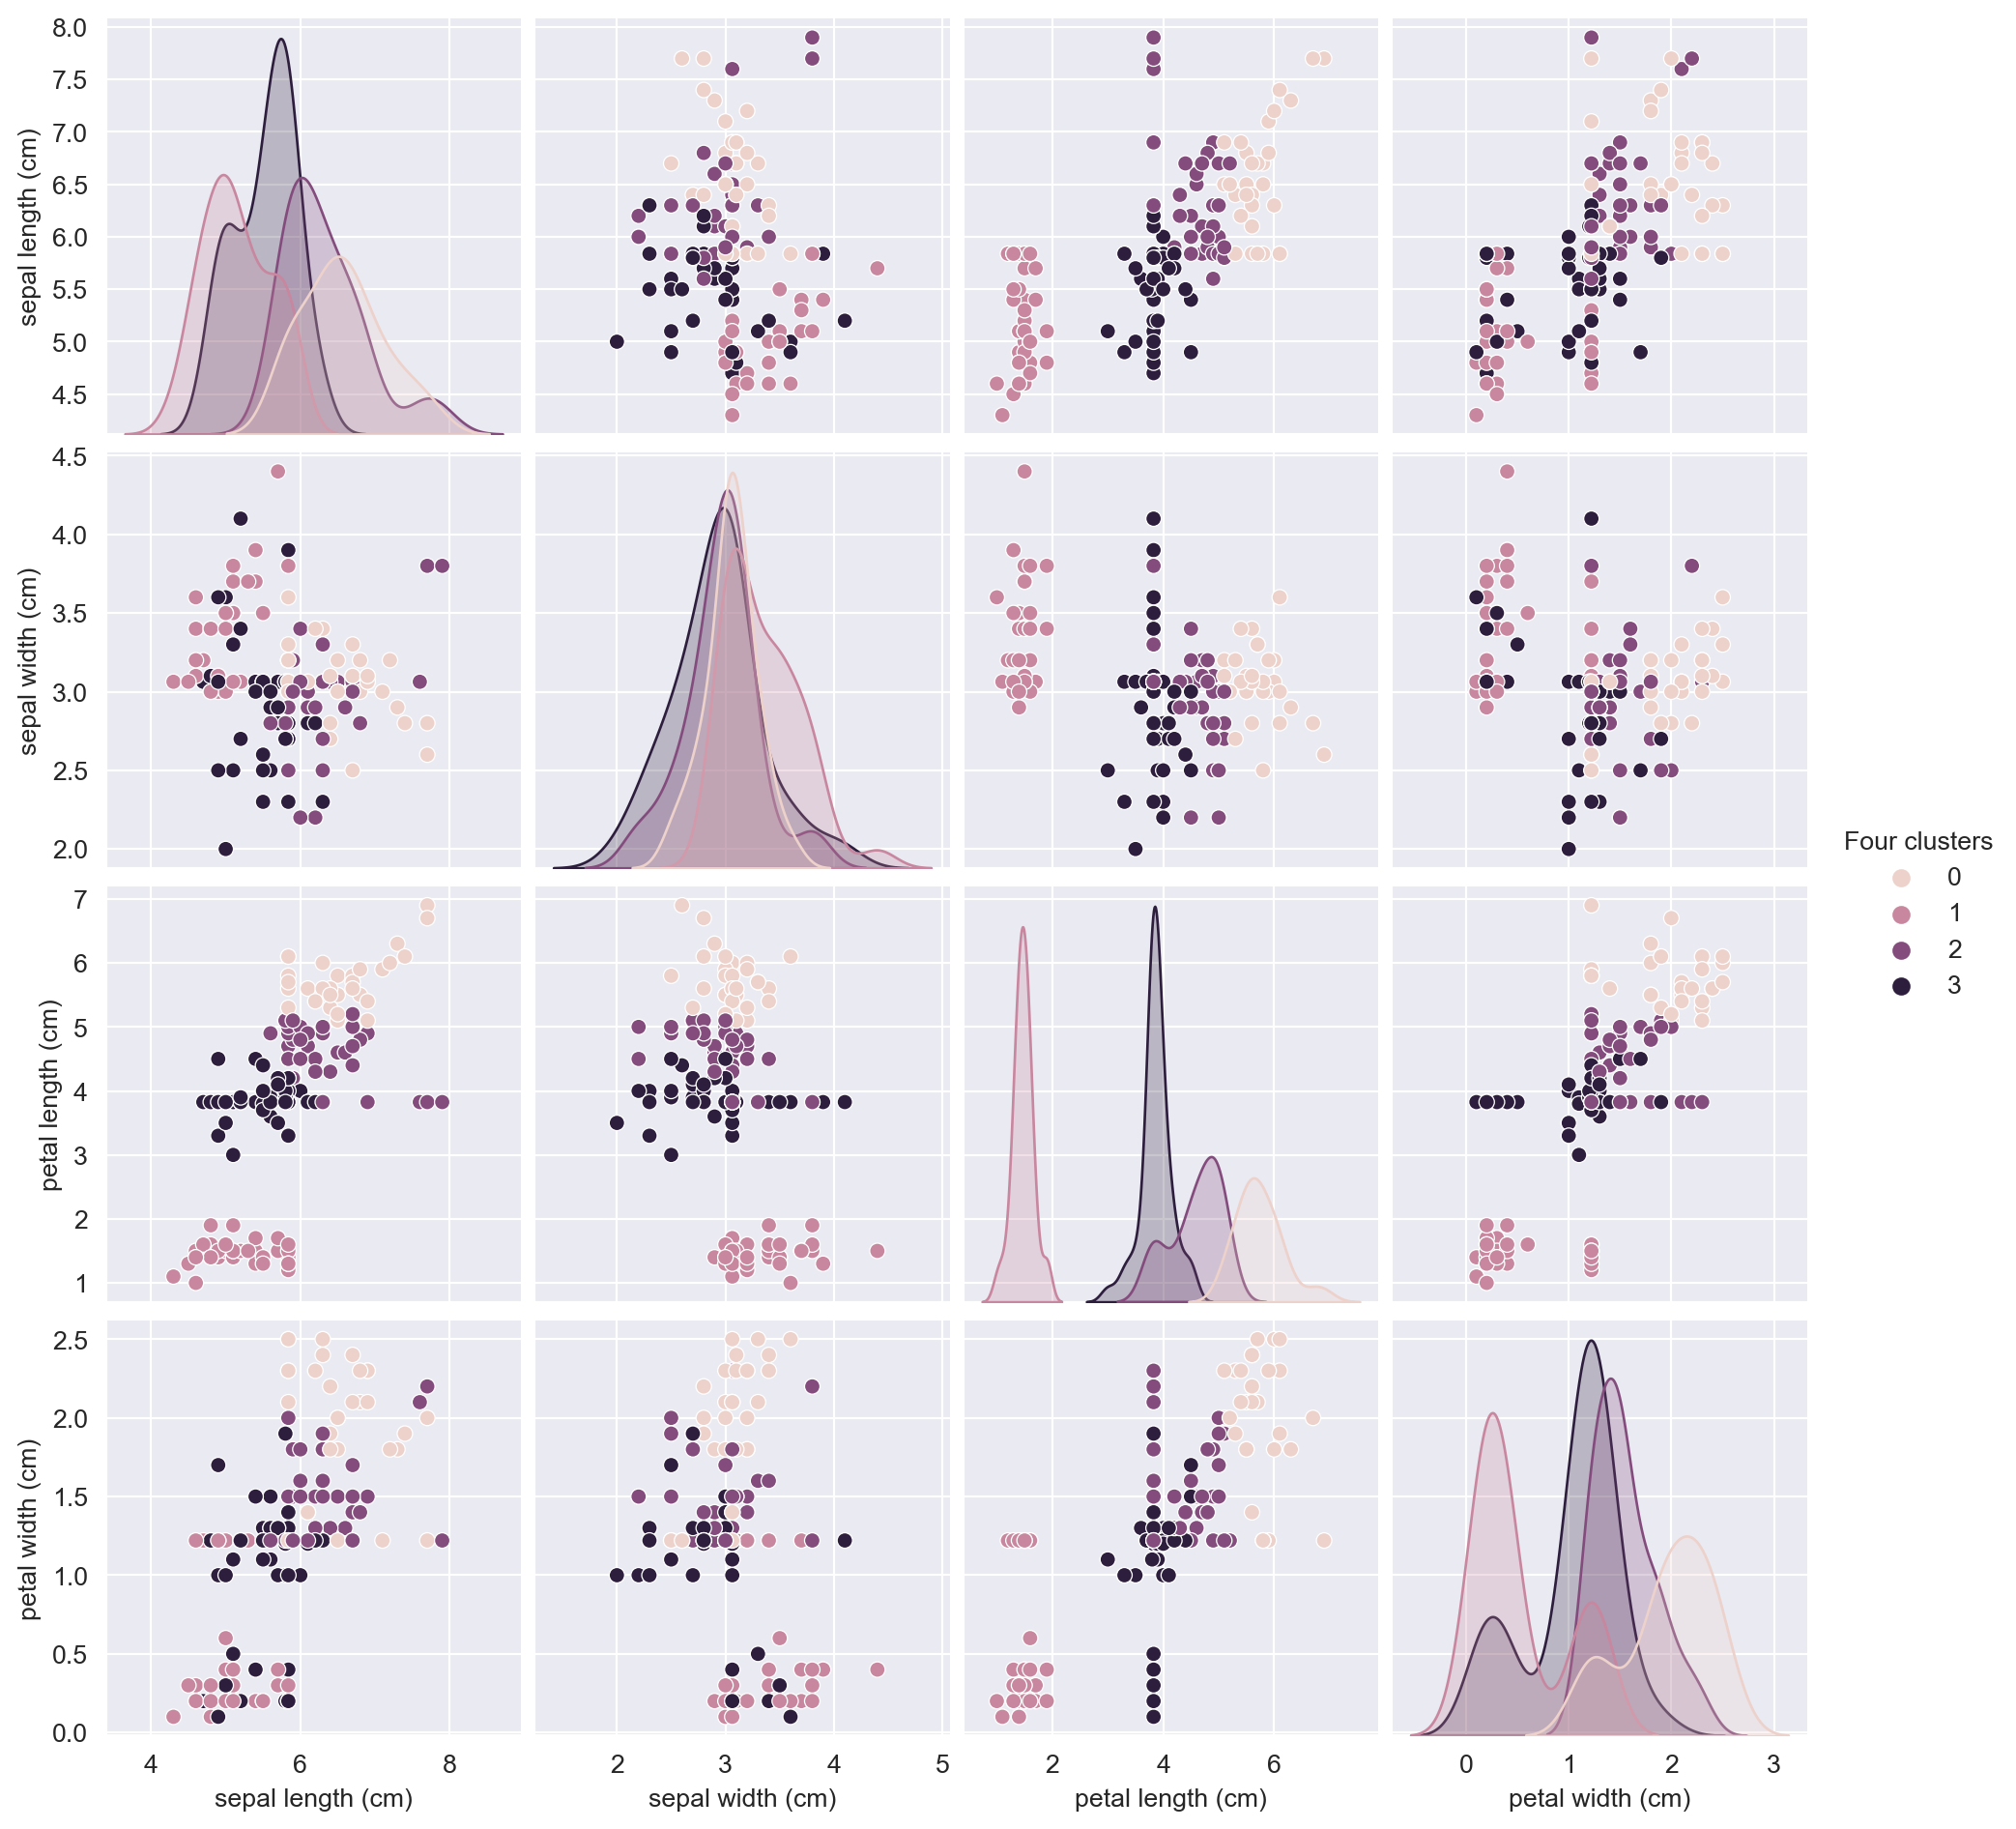 8.0
7.5
7.0
6.5
6.0
5.5
5.0
4.5
sepal length (cm)
4.5
4.0
3.5
3.0
2.5
2.0
sepal width (cm)
Four clusters
0
1
2
3
7
6
5
4
3
2
1
petal length (cm)
2.5
2.0
1.5
1.0
0.5
0.0
petal width (cm)
4 6 8
2 3 4 5
2 4 6
0 1 2 3
sepal length (cm)
sepal width (cm)
petal length (cm)
petal width (cm)